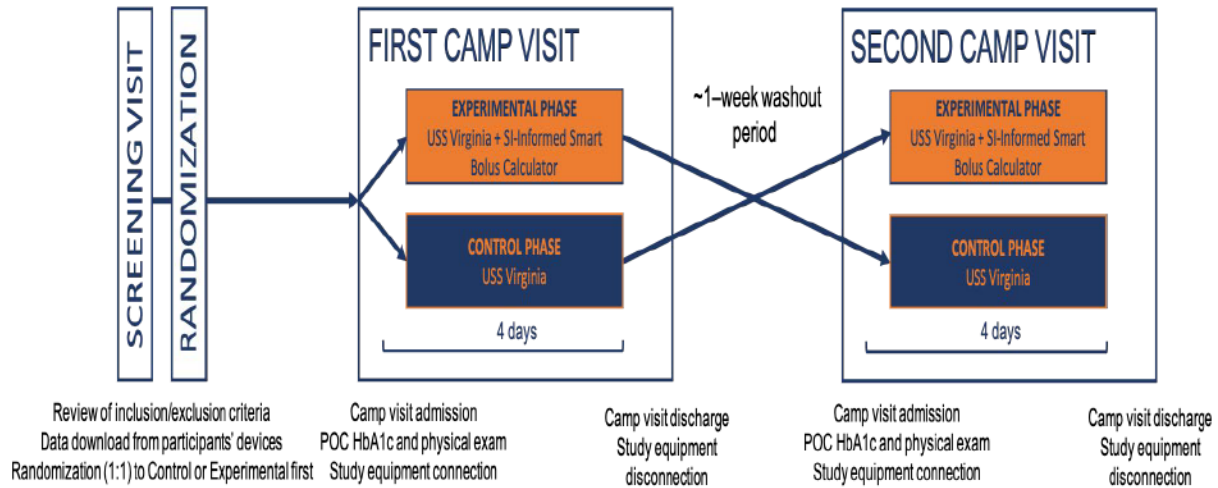 SCREENING VISIT
RANDOMIZATION
FIRST CAMP VISIT
EXPERIMENTAL PHASE
USS Virginia + SI-Informed Smart
Bolus Calculator
CONTROL PHASE
USS Virginia
4 days
~1–week washout
period
SECOND CAMP VISIT
EXPERIMENTAL PHASE
USS Virginia + SI-Informed Smart
Bolus Calculator
CONTROL PHASE
USS Virginia
4 days
Review of inclusion/exclusion criteria
Data download from participants' devices
Randomization (1:1) to Control or Experimental first
Camp visit admission
POC HbA1c and physical exam
Study equipment connection
Camp visit discharge
Study equipment
disconnection
Camp visit admission
POC HbA1c and physical exam
Study equipment connection
Camp visit discharge
Study equipment
disconnection